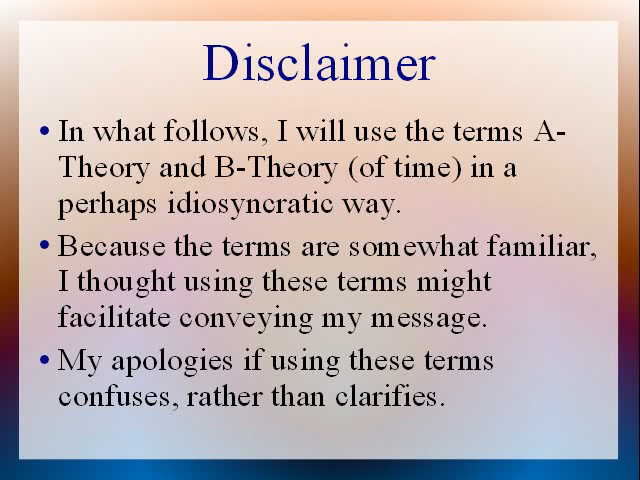 Disclaimer
• In what follows, I will use the terms A-
Theory and B-Theory (of time) in a
perhaps idiosyncratic way.
• Because the terms are somewhat familiar,
I thought using these terms might
facilitate conveying my message.
• My apologies if using these terms
confuses, rather than clarifies.